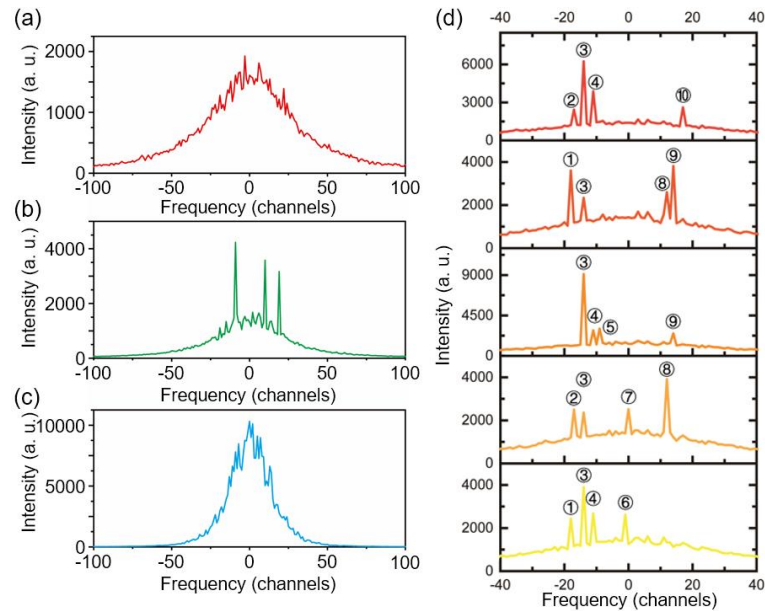 (a)
2000
1000
0
Intensity (a. u.)
-100 -50 0 50 100
Frequency (channels)
(b)
4000
2000
0
Intensity (a. u.)
-100 -50 0 50 100
Frequency (channels)
(c)
10000
5000
0
Intensity (a. u.)
-100 -50 0 50 100
Frequency (channels)
(d)
-40 -20 0 20 40
6000
3000
0
② ③ ④ ⑩
4000
2000
0
① ③ ⑧ ⑨
9000
4500
0
③ ④ ⑤ ⑨
4000
2000
0
② ③ ⑦ ⑧
4000
2000
0
① ③ ④ ⑥
Intensity (a. u.)
-40 -20 0 20 40
Frequency (channels)